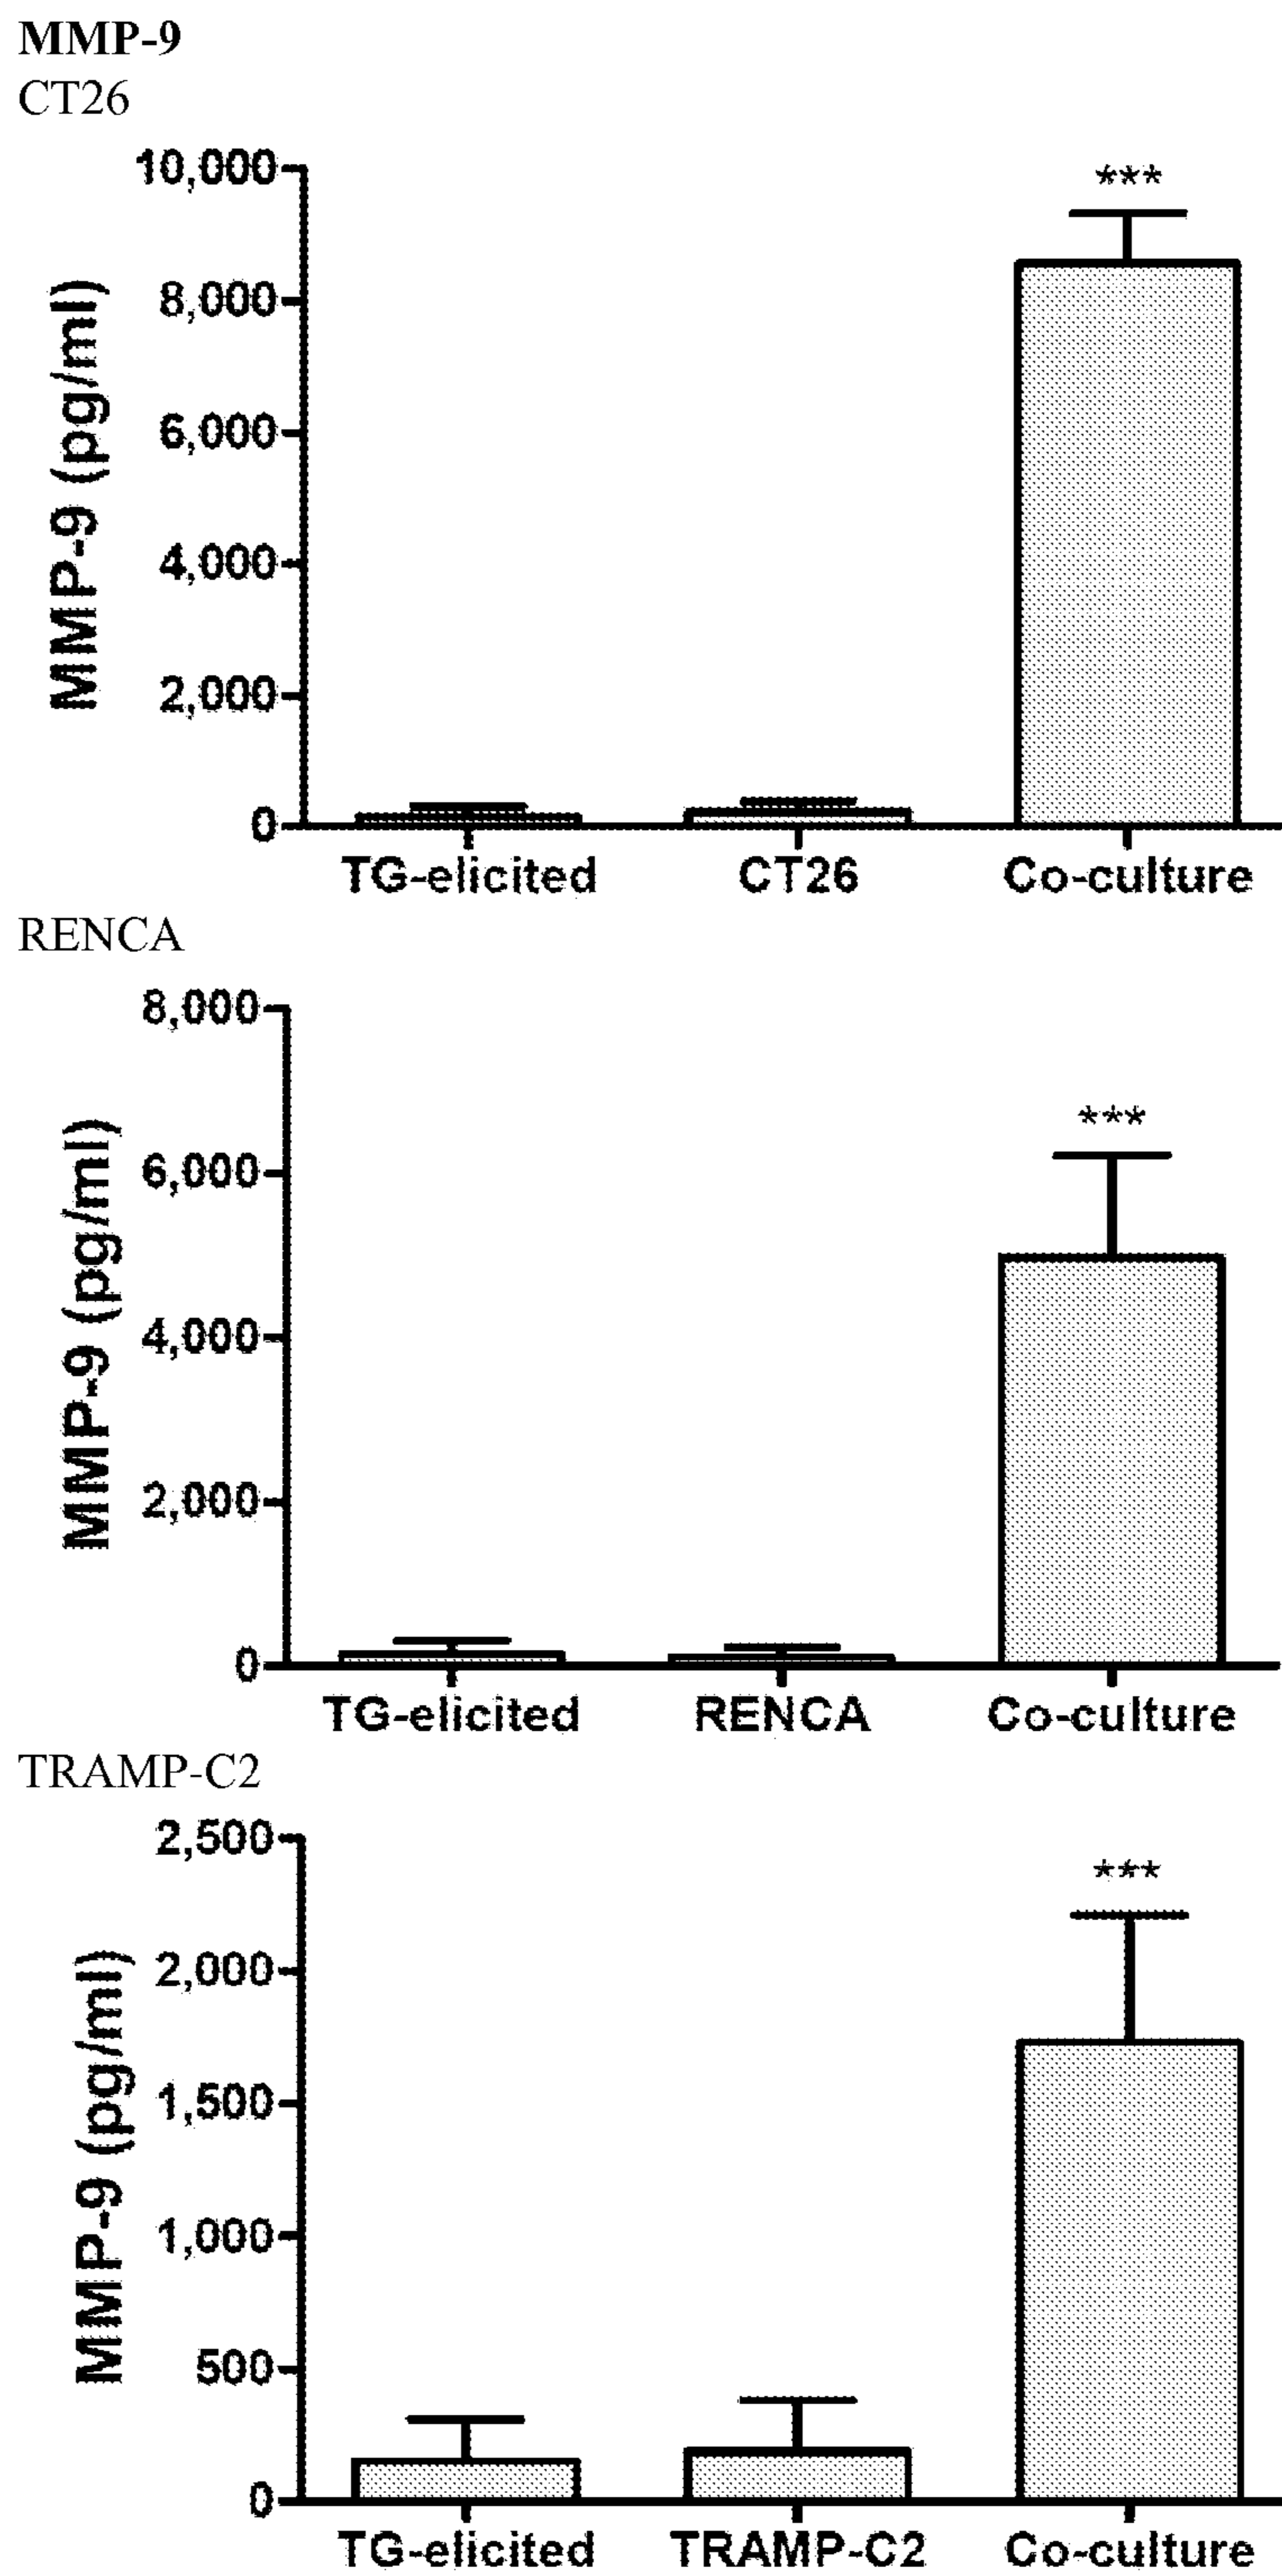 MMP-9
CT26
MMP-9 (pg/ml)
10,000
8,000
6,000
4,000
2,000
0
***
TG-elicited CT26 Co-culture
RENCA
MMP-9 (pg/ml)
8,000
6,000
4,000
2,000
0
***
TG-elicited RENCA Co-culture
TRAMP-C2
MMP-9 (pg/ml)
2,500
2,000
1,500
1,000
500
0
***
TG-elicited TRAMP-C2 Co-culture